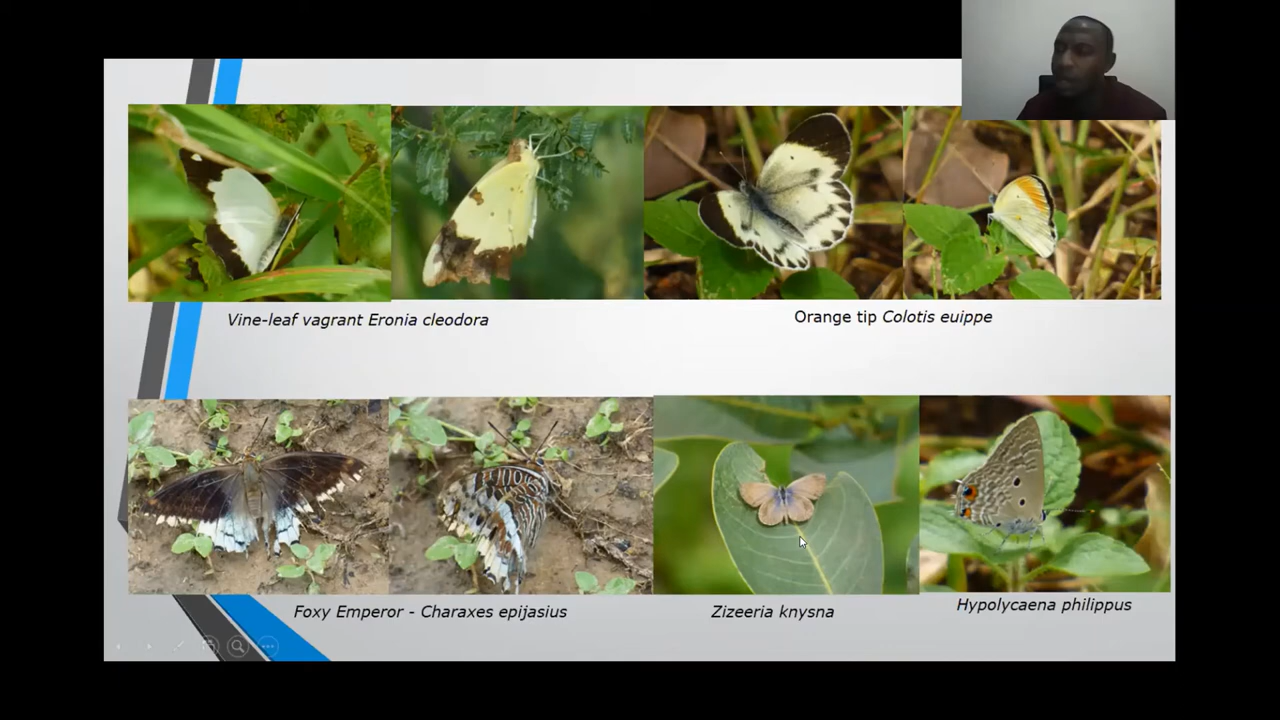 Vine-leaf vagrant Eronia cleodora
Orange tip Colotis euippe
Foxy Emperor - Charaxes epijasius
Zizeeria knysna
Hypolycaena philippus